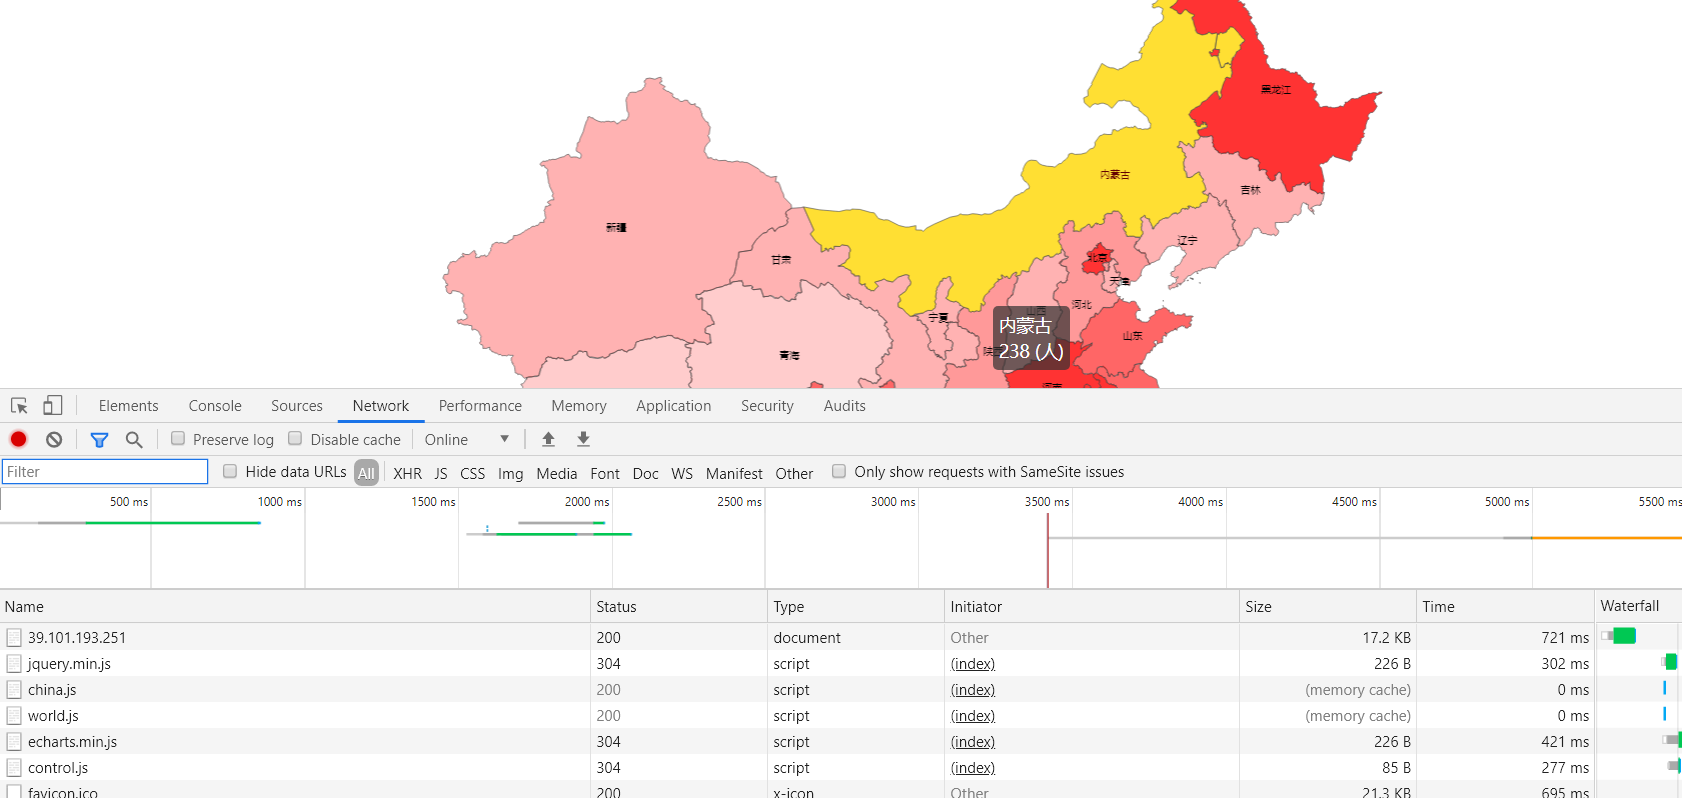 黑龙江
内蒙古
吉林
新疆
辽宁
甘肃
北京
天津
河北
山西
宁夏
内蒙古
238 (人)
山东
陕西
青海
河南
Elements Console Sources Network Performance Memory Application Security Audits
Preserve log Disable cache Online
Filter Hide data URLs All XHR JS CSS Img Media Font Doc WS Manifest Other Only show requests with SameSite issues
500 ms 1000 ms 1500 ms 2000 ms 2500 ms 3000 ms 3500 ms 4000 ms 4500 ms 5000 ms 5500 ms
Name Status Type Initiator Size Time Waterfall
39.101.193.251 200 document Other 17.2 KB 721 ms
jquery.min.js 304 script (index) 226 B 302 ms
china.js 200 script (index) (memory cache) 0 ms
world.js 200 script (index) (memory cache) 0 ms
echarts.min.js 304 script (index) 226 B 421 ms
control.js 304 script (index) 85 B 277 ms
favicon.ico 200 x-icon Other 21.3 KB 695 ms